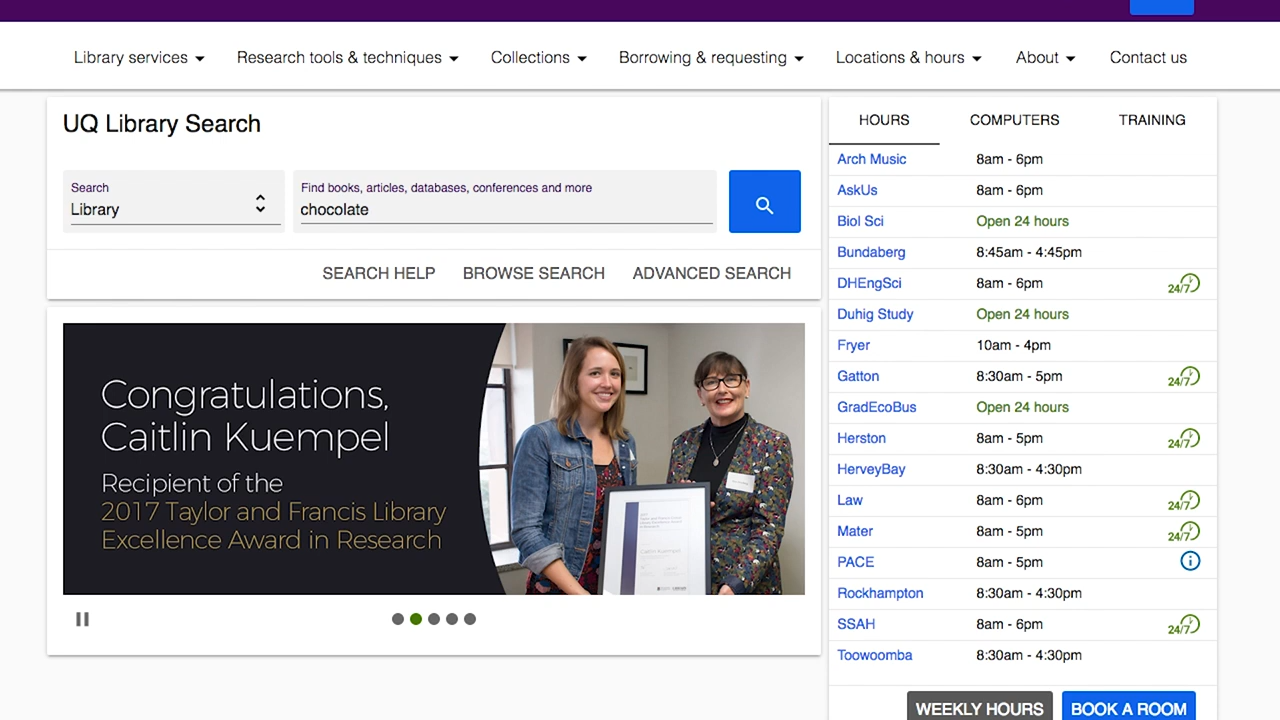 Library services
Research tools & techniques
Collections
Borrowing & requesting
Locations & hours
About
Contact us
UQ Library Search
Search
Library
Find books, articles, databases, conferences and more
chocolate
SEARCH HELP
BROWSE SEARCH
ADVANCED SEARCH
Congratulations,
Caitlin Kuempel
Recipient of the
2017 Taylor and Francis Library
Excellence Award in Research
Caitlin Kuempel
HOURS COMPUTERS TRAINING
Arch Music 8am - 6pm
AskUs 8am - 6pm
Biol Sci Open 24 hours
Bundaberg 8:45am - 4:45pm
DHEngSci 8am - 6pm 24/7
Duhig Study Open 24 hours
Fryer 10am - 4pm
Gatton 8:30am - 5pm 24/7
GradEcoBus Open 24 hours
Herston 8am - 5pm 24/7
HerveyBay 8:30am - 4:30pm
Law 8am - 6pm 24/7
Mater 8am - 5pm 24/7
PACE 8am - 5pm
Rockhampton 8:30am - 4:30pm
SSAH 8am - 6pm 24/7
Toowoomba 8:30am - 4:30pm
WEEKLY HOURS
BOOK A ROOM